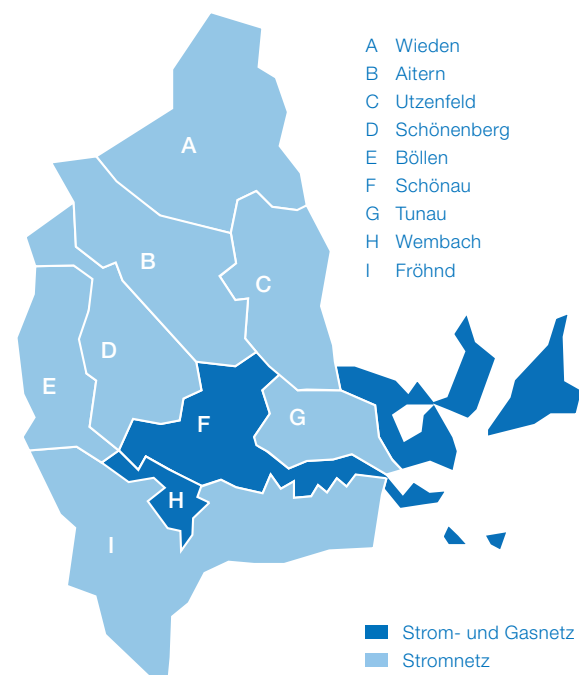 A Wieden
B Aitern
C Utzenfeld
D Schönenberg
E Böllen
F Schönau
G Tunau
H Wembach
I Fröhnd
A
B
C
D
E
F
G
H
I
Strom- und Gasnetz
Stromnetz